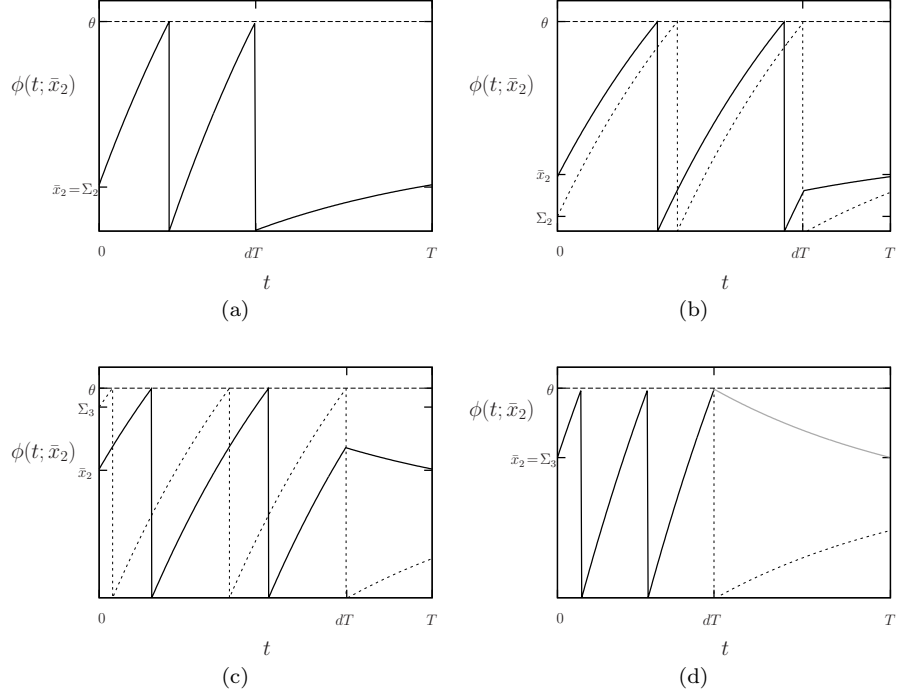 θ
ϕ(t; x̄₂)
x̄₂=Σ₂
0
dT
T
t
(a)
θ
ϕ(t; x̄₂)
x̄₂
Σ₂
0
dT
T
t
(b)
θ
Σ₃
ϕ(t; x̄₂)
x̄₂
0
dT
T
t
(c)
θ
ϕ(t; x̄₂)
x̄₂=Σ₃
0
dT
T
t
(d)